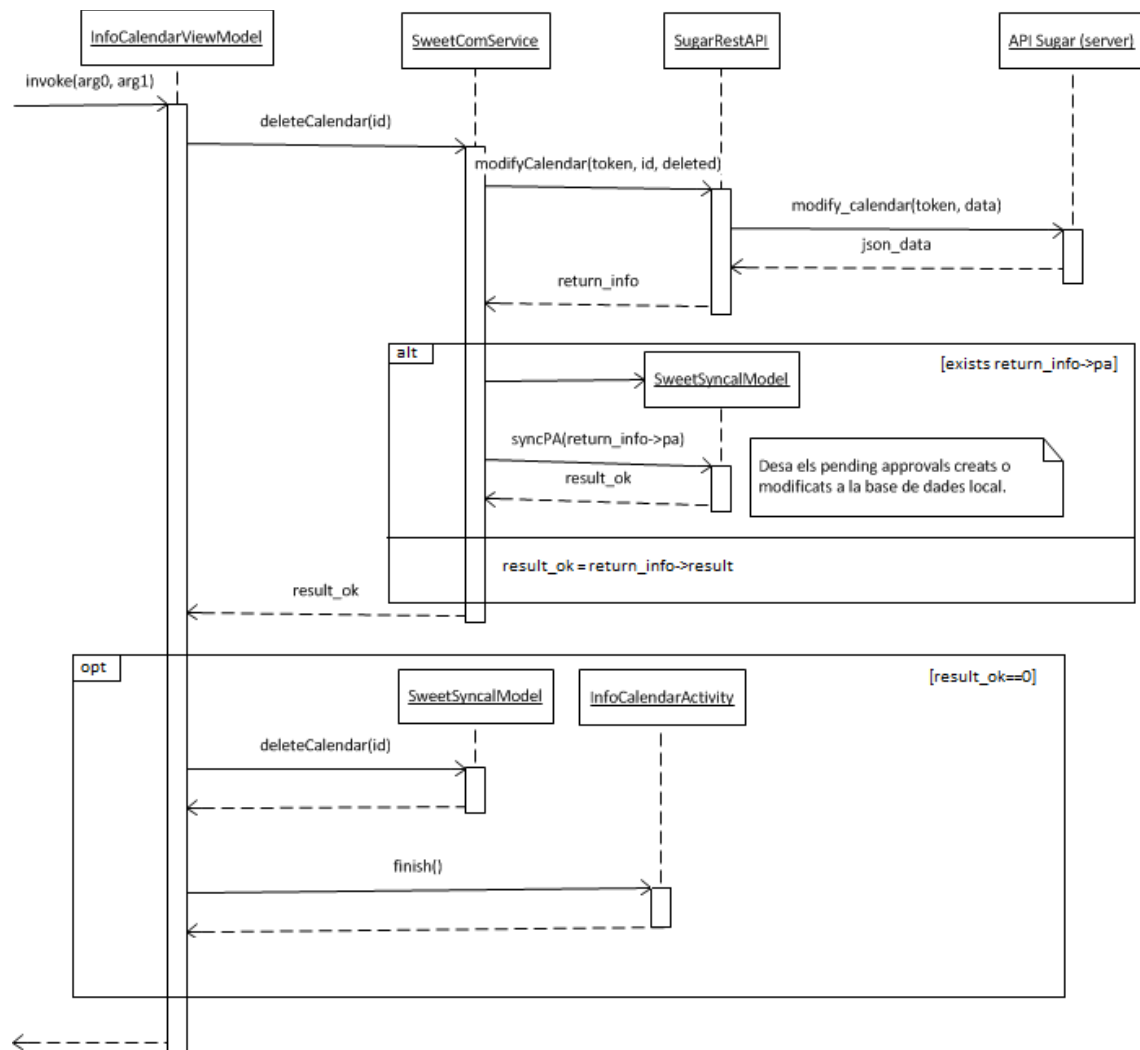 InfoCalendarViewModel
SweetComService
SugarRestAPI
API Sugar (server)
invoke(arg0, arg1)
deleteCalendar(id)
modifyCalendar(token, id, deleted)
modify_calendar(token, data)
json_data
return_info
alt
[exists return_info->pa]
SweetSyncalModel
syncPA(return_info->pa)
Desa els pending approvals creats o
modificats a la base de dades local.
result_ok
result_ok = return_info->result
result_ok
opt
[result_ok==0]
SweetSyncalModel
InfoCalendarActivity
deleteCalendar(id)
finish()